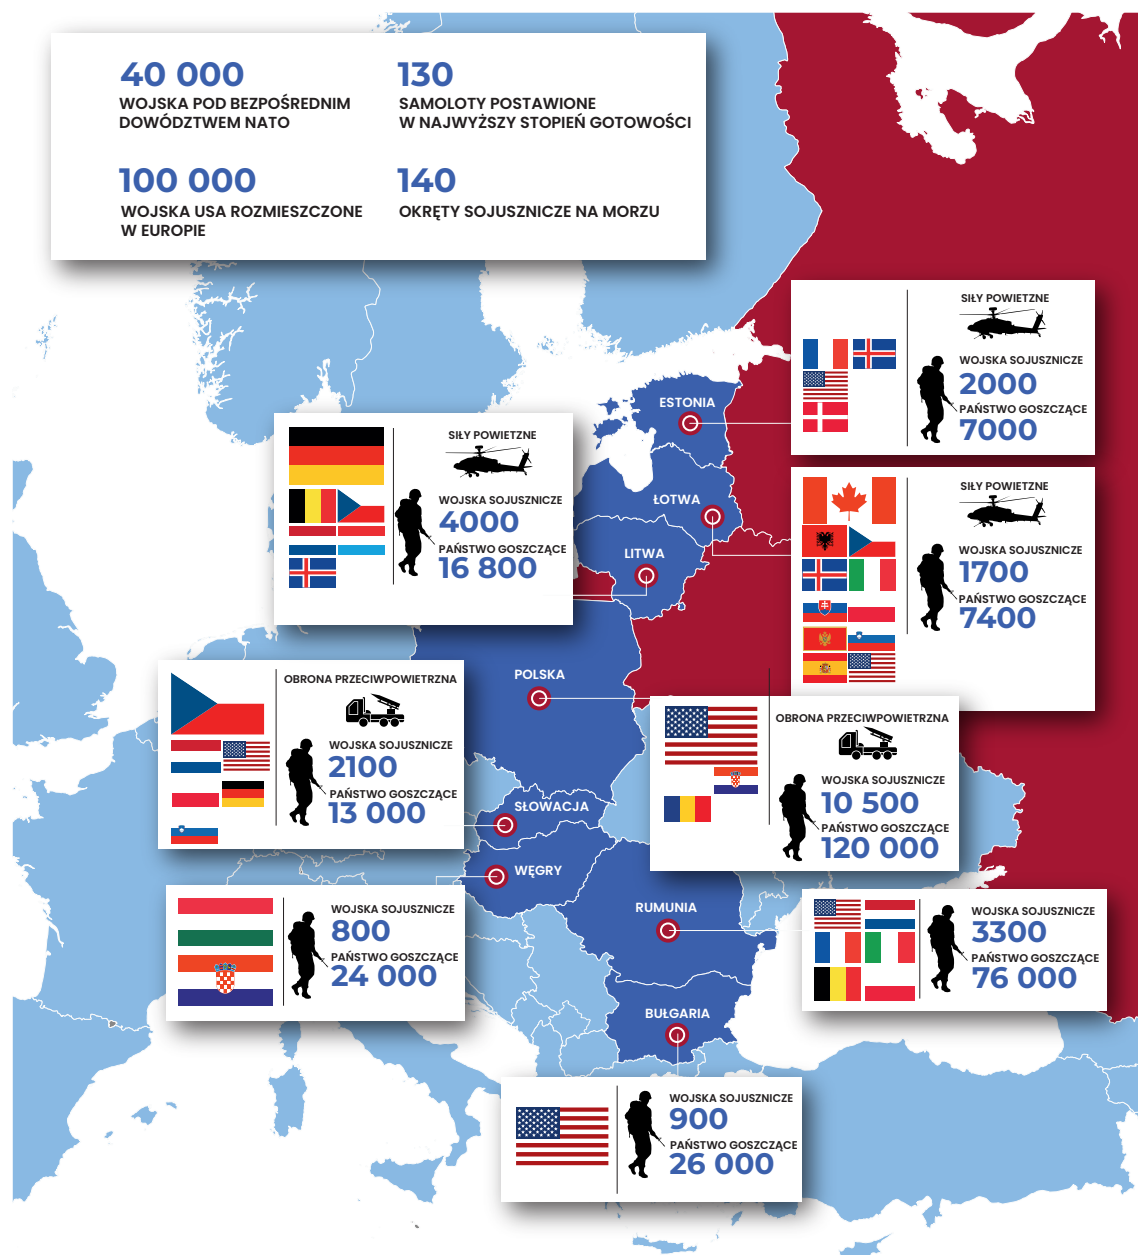 40 000
WOJSKA POD BEZPOŚREDNIM
DOWÓDZTWEM NATO
130
SAMOLOTY POSTAWIONE
W NAJWYŻSZY STOPIEŃ GOTOWOŚCI
100 000
WOJSKA USA ROZMIESZCZONE
W EUROPIE
140
OKRĘTY SOJUSZNICZE NA MORZU
SIŁY POWIETZNE
WOJSKA SOJUSZNICZE
2000
PAŃSTWO GOSZCZĄCE
7000
ESTONIA
SIŁY POWIETZNE
WOJSKA SOJUSZNICZE
4000
PAŃSTWO GOSZCZĄCE
16 800
ŁOTWA
LITWA
SIŁY POWIETZNE
WOJSKA SOJUSZNICZE
1700
PAŃSTWO GOSZCZĄCE
7400
POLSKA
OBRONA PRZECIWPOWIETRZNA
WOJSKA SOJUSZNICZE
2100
PAŃSTWO GOSZCZĄCE
13 000
OBRONA PRZECIWPOWIETRZNA
WOJSKA SOJUSZNICZE
10 500
PAŃSTWO GOSZCZĄCE
120 000
SŁOWACJA
WĘGRY
WOJSKA SOJUSZNICZE
800
PAŃSTWO GOSZCZĄCE
24 000
RUMUNIA
WOJSKA SOJUSZNICZE
3300
PAŃSTWO GOSZCZĄCE
76 000
BUŁGARIA
WOJSKA SOJUSZNICZE
900
PAŃSTWO GOSZCZĄCE
26 000